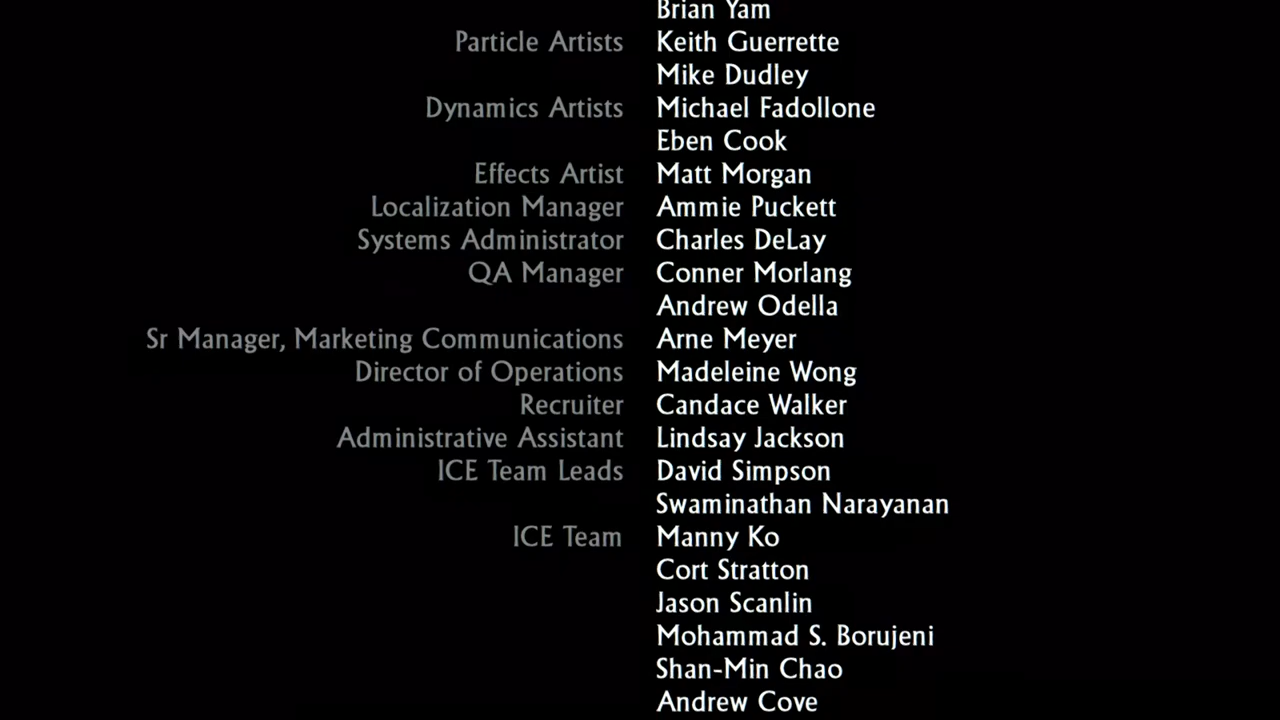 Brian Yam
Particle Artists Keith Guerrette
Mike Dudley
Dynamics Artists Michael Fadollone
Eben Cook
Effects Artist Matt Morgan
Localization Manager Ammie Puckett
Systems Administrator Charles DeLay
QA Manager Conner Morlang
Andrew Odella
Sr Manager, Marketing Communications Arne Meyer
Director of Operations Madeleine Wong
Recruiter Candace Walker
Administrative Assistant Lindsay Jackson
ICE Team Leads David Simpson
Swaminathan Narayanan
ICE Team Manny Ko
Cort Stratton
Jason Scanlin
Mohammad S. Borujeni
Shan-Min Chao
Andrew Cove